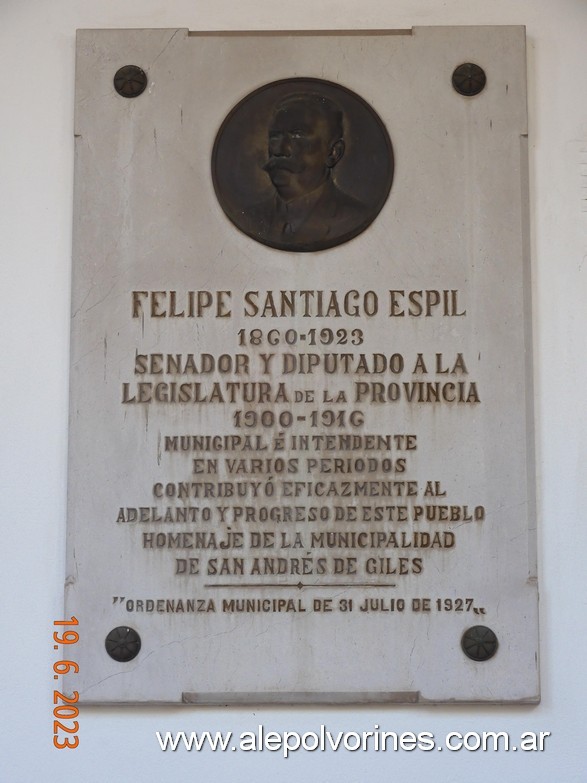 FELIPE SANTIAGO ESPIL
1860-1923
SENADOR Y DIPUTADO A LA
LEGISLATURA DE LA PROVINCIA
1900-1916
MUNICIPAL É INTENDENTE
EN VARIOS PERIODOS
CONTRIBUYÓ EFICAZMENTE AL
ADELANTO Y PROGRESO DE ESTE PUEBLO
HOMENAJE DE LA MUNICIPALIDAD
DE SAN ANDRÉS DE GILES
"ORDENANZA MUNICIPAL DE 31 JULIO DE 1927„
19. 6. 2023
www.alepolvorines.com.ar